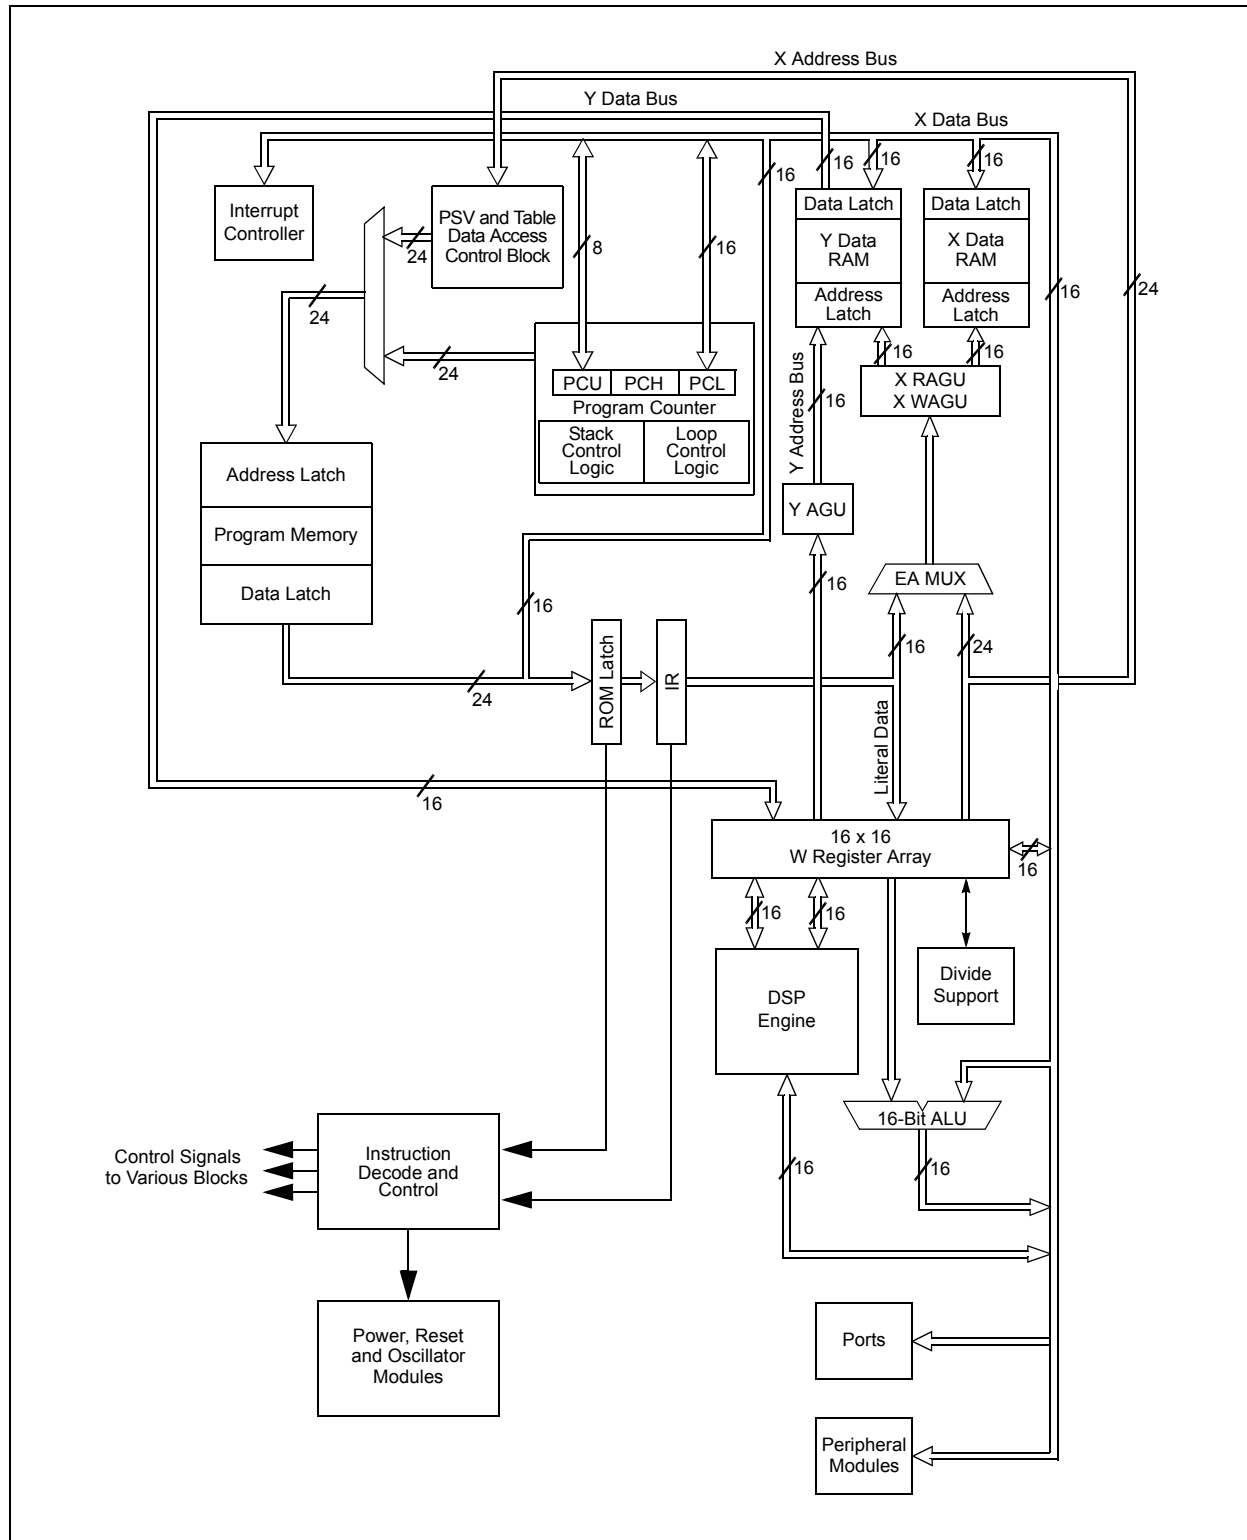 X Address Bus
Y Data Bus
X Data Bus
16
16
16
16
Interrupt
Controller
PSV and Table
Data Access
Control Block
Data Latch
Y Data
RAM
Address
Latch
Data Latch
X Data
RAM
Address
Latch
24
8
16
16
24
24
24
16
16
PCU
PCH
PCL
Program Counter
Stack
Control
Logic
Loop
Control
Logic
Y Address Bus
16
X RAGU
X WAGU
Address Latch
Program Memory
Data Latch
Y AGU
16
EA MUX
16
16
24
24
ROM Latch
IR
Literal Data
16
16 x 16
W Register Array
16
16
16
DSP
Engine
Divide
Support
16-Bit ALU
16
16
Control Signals
to Various Blocks
Instruction
Decode and
Control
Power, Reset
and Oscillator
Modules
Ports
Peripheral
Modules